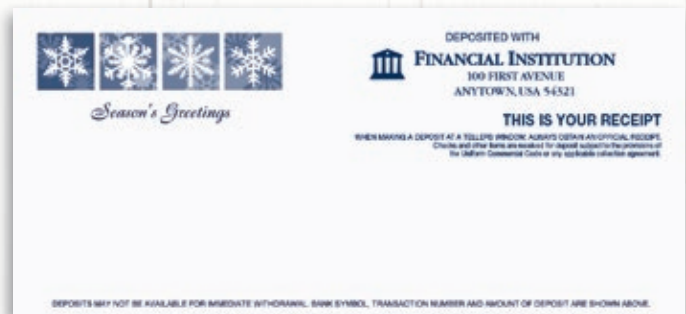 Season's Greetings
DEPOSITED WITH
FINANCIAL INSTITUTION
100 FIRST AVENUE
ANYTOWN, USA 54321
THIS IS YOUR RECEIPT
WHEN MAKING A DEPOSIT AT A TELLERS WINDOW, ALWAYS OBTAIN AN OFFICIAL RECEIPT.
Checks and other items are received for deposit subject to the provisions of
the Uniform Commercial Code or any applicable collection agreement.
DEPOSITS MAY NOT BE AVAILABLE FOR IMMEDIATE WITHDRAWAL. BANK SYMBOL, TRANSACTION NUMBER AND AMOUNT OF DEPOSIT ARE SHOWN ABOVE.